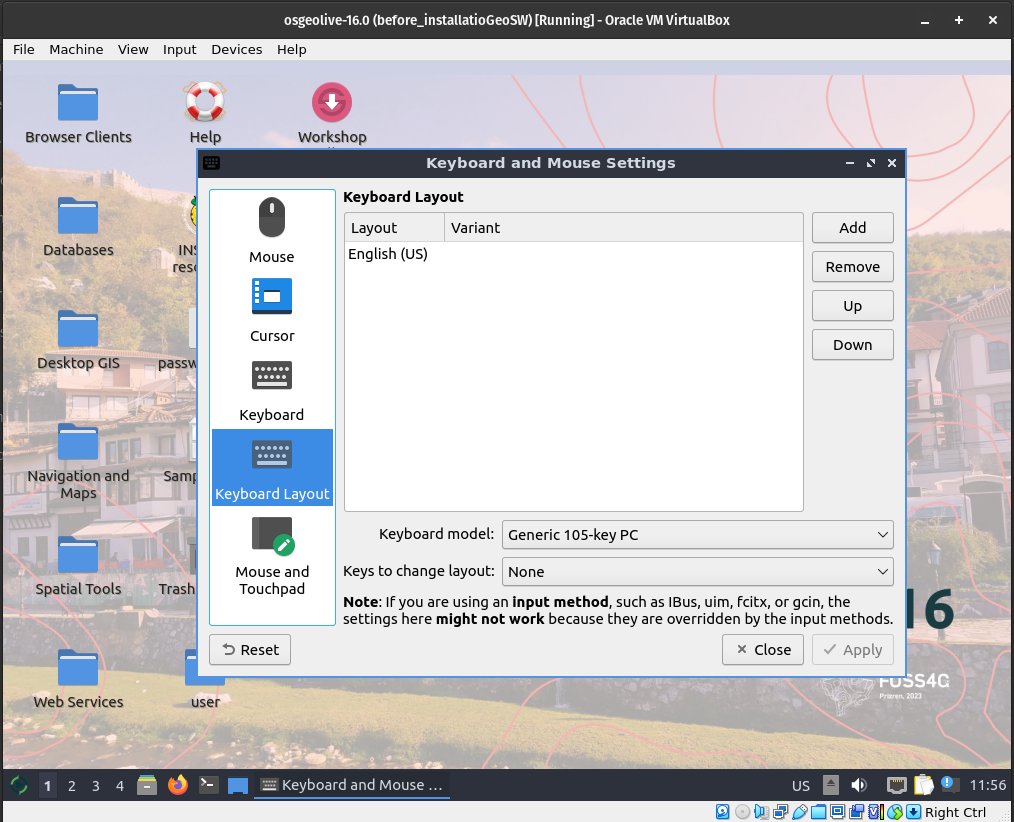 osgeolive-16.0 (before_installatioGeoSW) [Running] - Oracle VM VirtualBox
File Machine View Input Devices Help
Browser Clients
Help
Workshop
Keyboard and Mouse Settings
Databases
Desktop GIS
passw
Navigation and
Maps
Samp
Spatial Tools
Trash
Web Services
user
Mouse
Cursor
Keyboard
Keyboard Layout
Mouse and
Touchpad
Keyboard Layout
Layout Variant
English (US)
Add
Remove
Up
Down
Keyboard model: Generic 105-key PC
Keys to change layout: None
Note: If you are using an input method, such as IBus, uim, fcitx, or gcin, the
settings here might not work because they are overridden by the input methods.
Reset
Close
Apply
16
FOSS4G
Prizren, 2023
1 2 3 4
Keyboard and Mouse ...
US
11:56
Right Ctrl